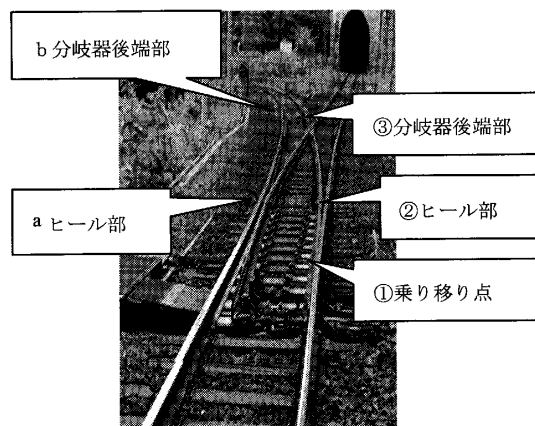 b 分岐器後端部
③分岐器後端部
a ヒール部
②ヒール部
①乗り移り点